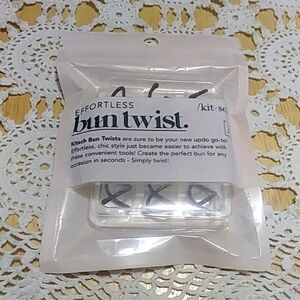 EFFORTLESS
bun twist.
/kit·sc
Kitsch Bun Twists are sure to be your new updo go-to!
Effortless, chic style just became easier to achieve with
these convenient tools! Create the perfect bun for any
occasion in seconds - Simply twist!